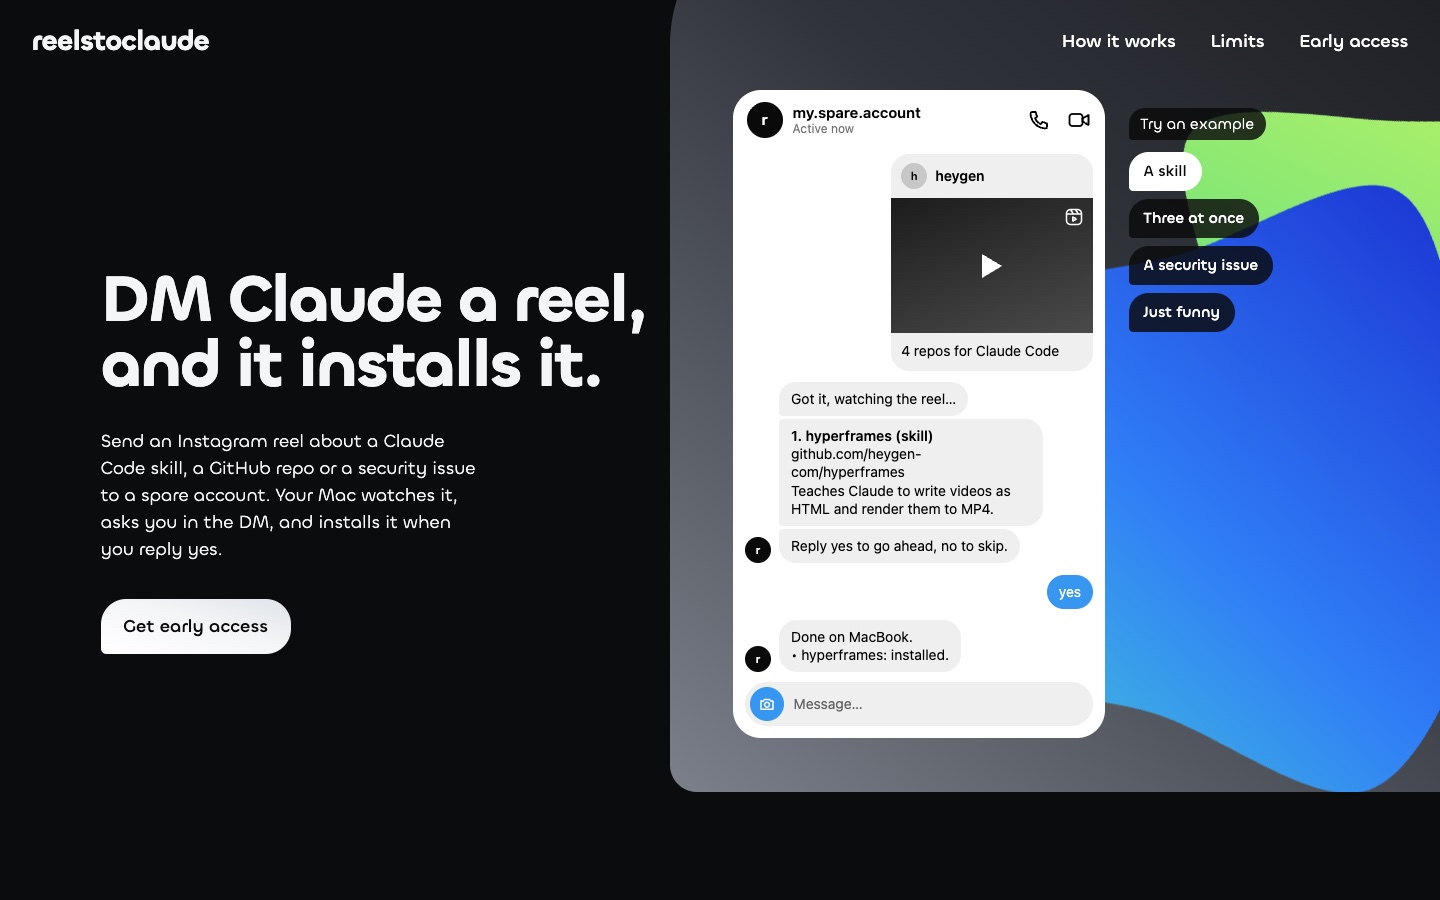 reelstoclaude
How it works
Limits
Early access
DM Claude a reel,
and it installs it.
Send an Instagram reel about a Claude
Code skill, a GitHub repo or a security issue
to a spare account. Your Mac watches it,
asks you in the DM, and installs it when
you reply yes.
Get early access
r
my.spare.account
Active now
h
heygen
4 repos for Claude Code
Got it, watching the reel...
1. hyperframes (skill)
github.com/heygen-
com/hyperframes
Teaches Claude to write videos as
HTML and render them to MP4.
r
Reply yes to go ahead, no to skip.
yes
Done on MacBook.
• hyperframes: installed.
r
Message...
Try an example
A skill
Three at once
A security issue
Just funny